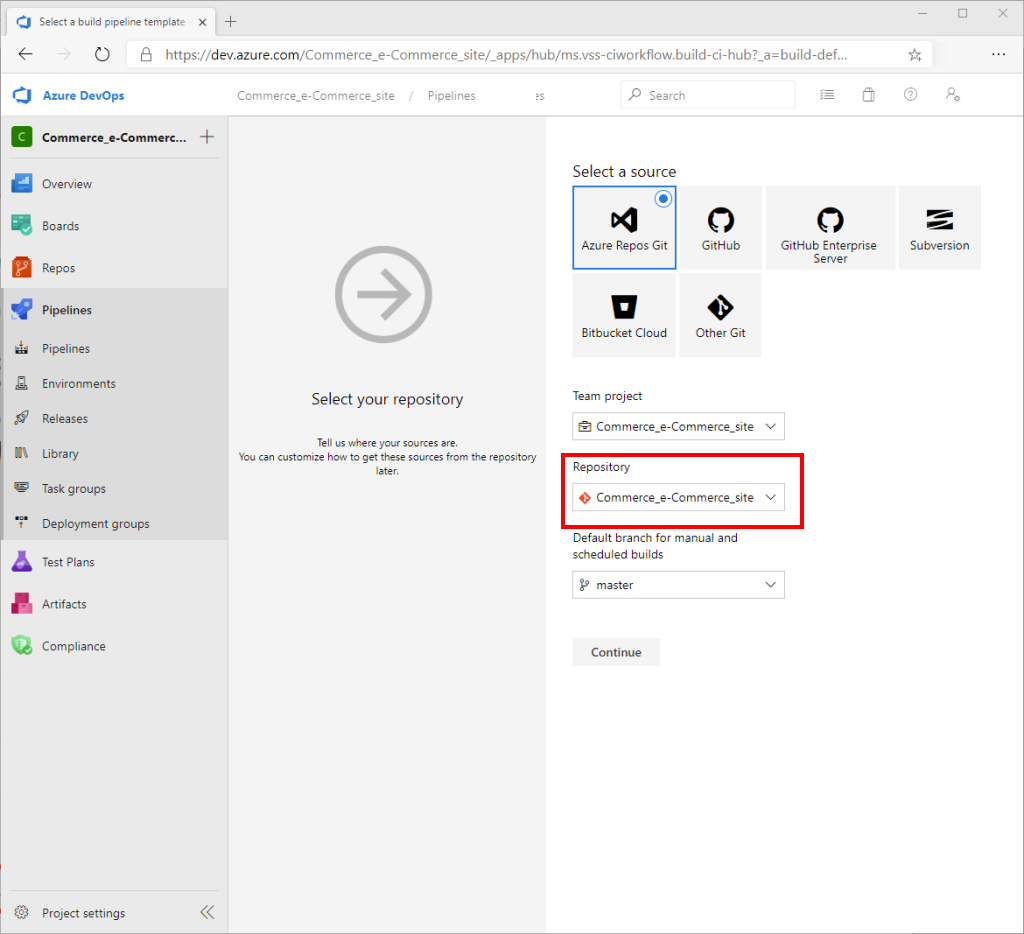 Select a build pipeline template -
https://dev.azure.com/Commerce_e-Commerce_site/_apps/hub/ms.vss-ciworkflow.build-ci-hub?_a=build-def...
Azure DevOps
Commerce_e-Commerce_site / Pipelines es
Search
C Commerce_e-Commerc...
Overview
Boards
Repos
Pipelines
Pipelines
Environments
Releases
Library
Task groups
Deployment groups
Test Plans
Artifacts
Compliance
Project settings
Select your repository
Tell us where your sources are.
You can customize how to get these sources from the repository
later.
Select a source
Azure Repos Git
GitHub
GitHub Enterprise
Server
Subversion
Bitbucket Cloud
Other Git
Team project
Commerce_e-Commerce_site
Repository
Commerce_e-Commerce_site
Default branch for manual and
scheduled builds
master
Continue